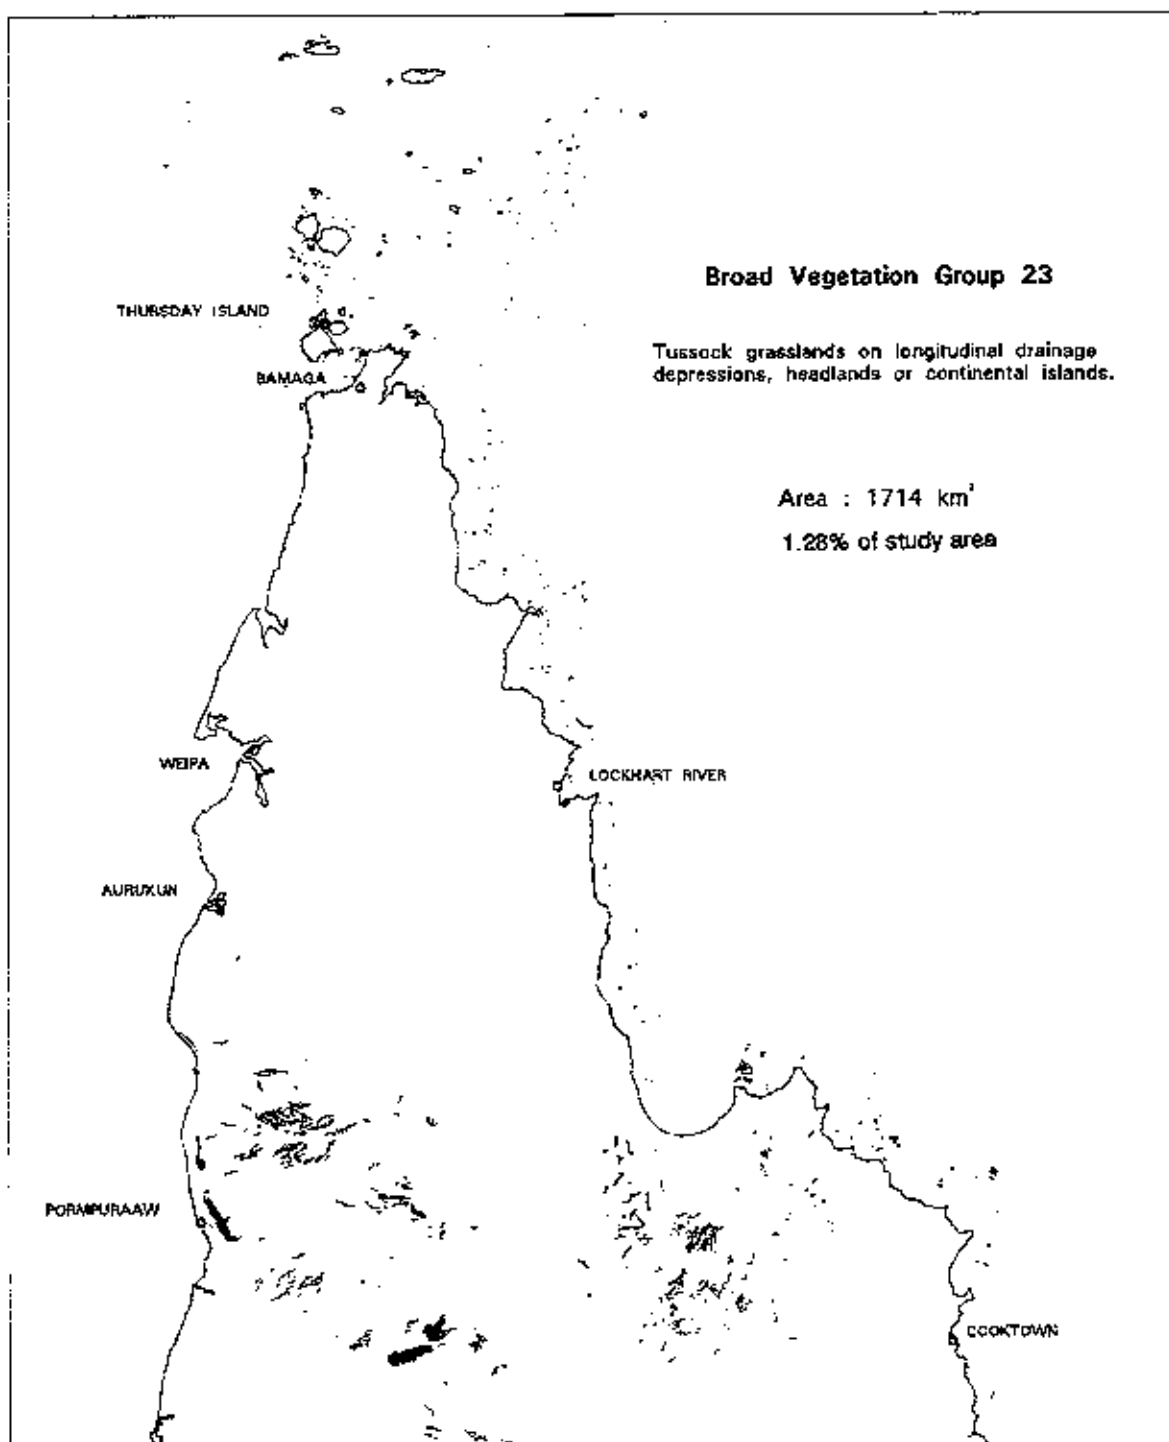 Broad Vegetation Group 23
THURSDAY ISLAND
Tussock grasslands on longitudinal drainage
depressions, headlands or continental islands.
BAMAGA
Area : 1714 km²
1.28% of study area
WEIPA
LOCKHART RIVER
AURUKUN
PORMPURAAW
COOKTOWN